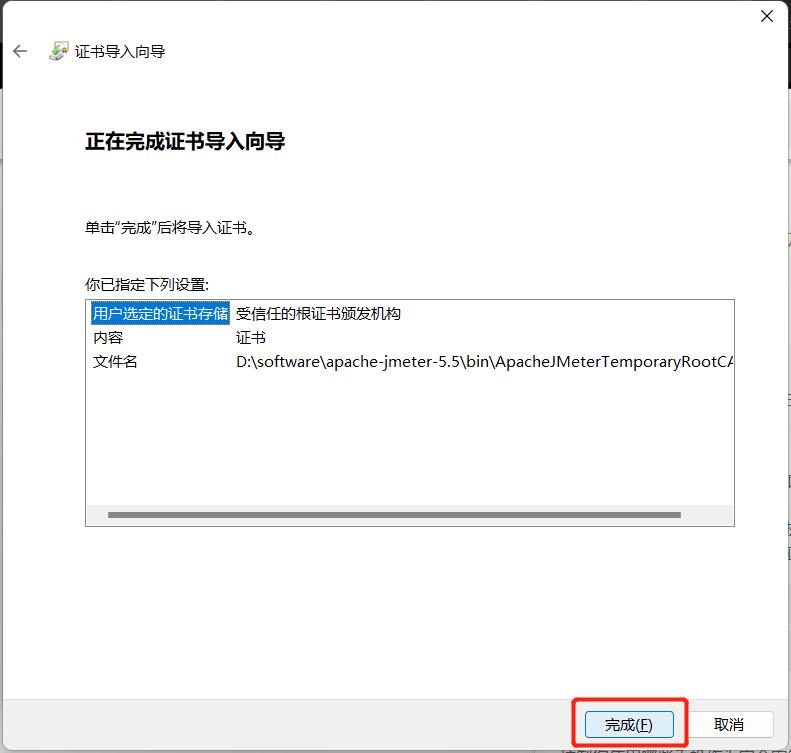 证书导入向导
正在完成证书导入向导
单击“完成”后将导入证书。
你已指定下列设置:
用户选定的证书存储 受信任的根证书颁发机构
内容 证书
文件名 D:\software\apache-jmeter-5.5\bin\ApacheJMeterTemporaryRootCA
完成(F) 取消